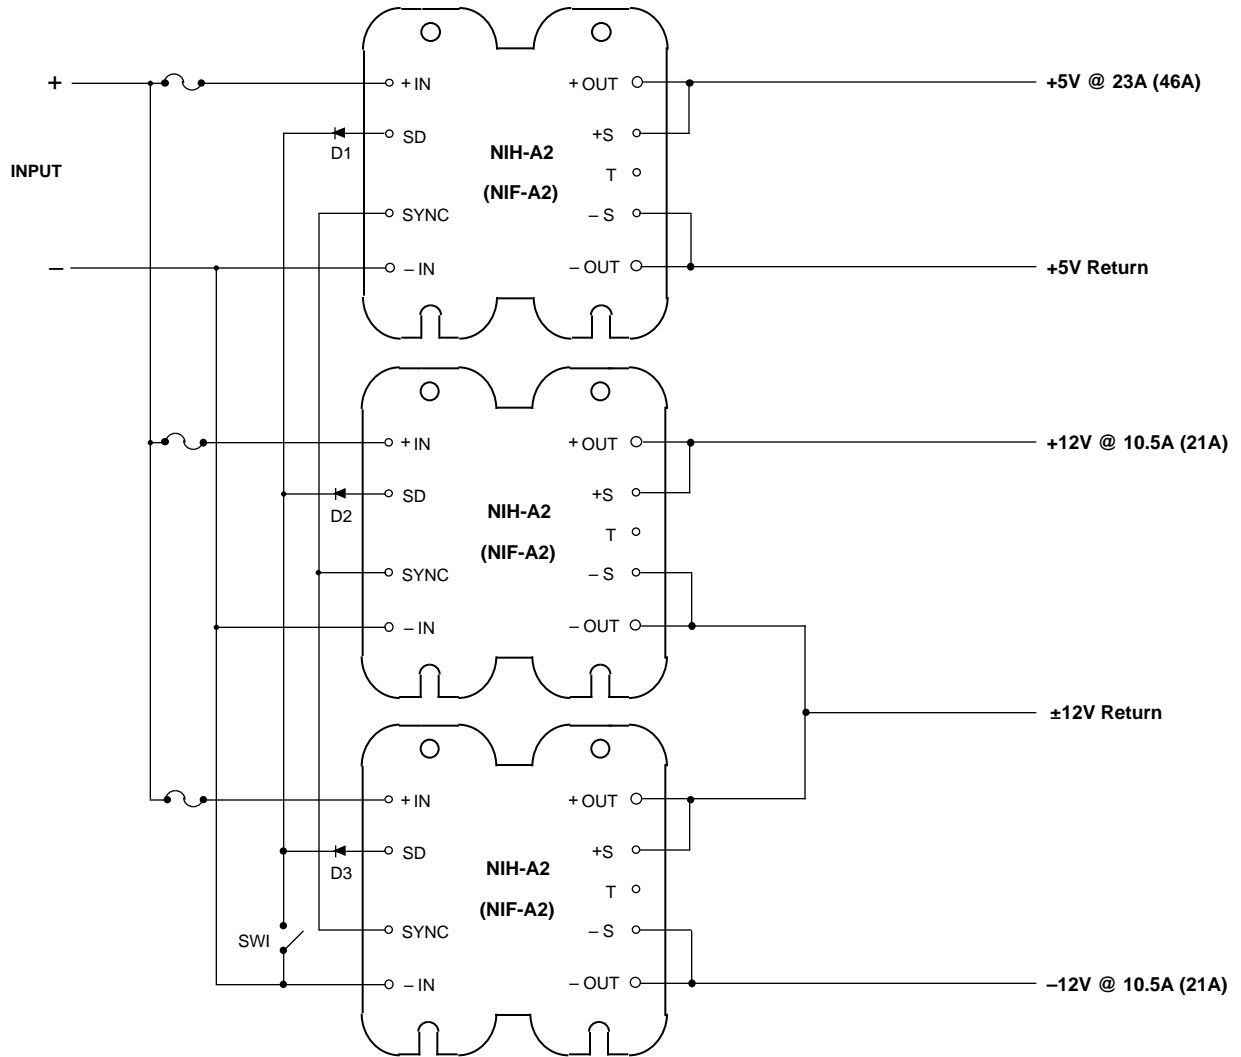 +
+ IN
+ OUT
+5V @ 23A (46A)
SD
+S
D1
NIH-A2
INPUT
T
(NIF-A2)
SYNC
– S
–
– IN
– OUT
+5V Return
+ IN
+ OUT
+12V @ 10.5A (21A)
SD
+S
D2
NIH-A2
T
(NIF-A2)
SYNC
– S
– IN
– OUT
±12V Return
+ IN
+ OUT
SD
+S
D3
NIH-A2
T
(NIF-A2)
SYNC
– S
SWI
– IN
– OUT
–12V @ 10.5A (21A)